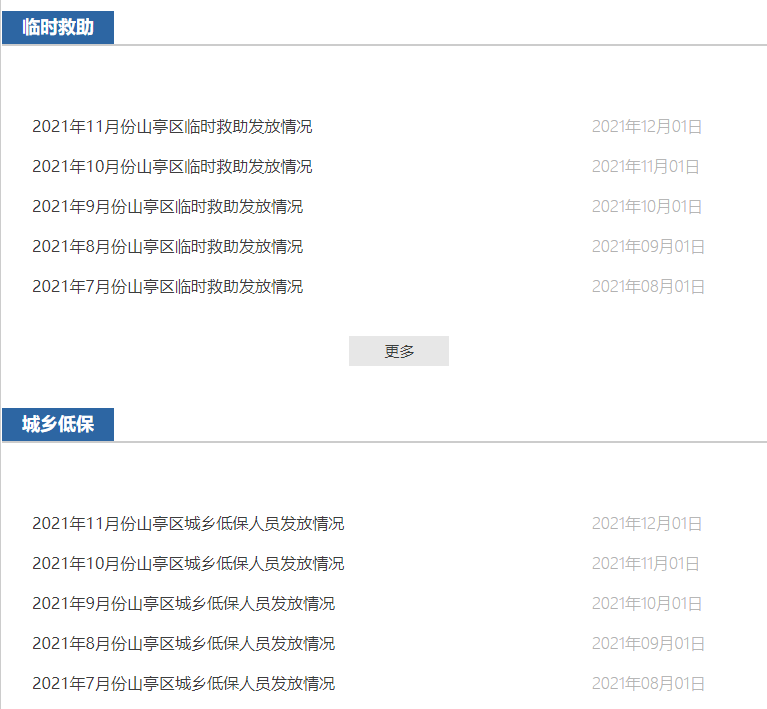 临时救助
2021年11月份山亭区临时救助发放情况 2021年12月01日
2021年10月份山亭区临时救助发放情况 2021年11月01日
2021年9月份山亭区临时救助发放情况 2021年10月01日
2021年8月份山亭区临时救助发放情况 2021年09月01日
2021年7月份山亭区临时救助发放情况 2021年08月01日
更多
城乡低保
2021年11月份山亭区城乡低保人员发放情况 2021年12月01日
2021年10月份山亭区城乡低保人员发放情况 2021年11月01日
2021年9月份山亭区城乡低保人员发放情况 2021年10月01日
2021年8月份山亭区城乡低保人员发放情况 2021年09月01日
2021年7月份山亭区城乡低保人员发放情况 2021年08月01日